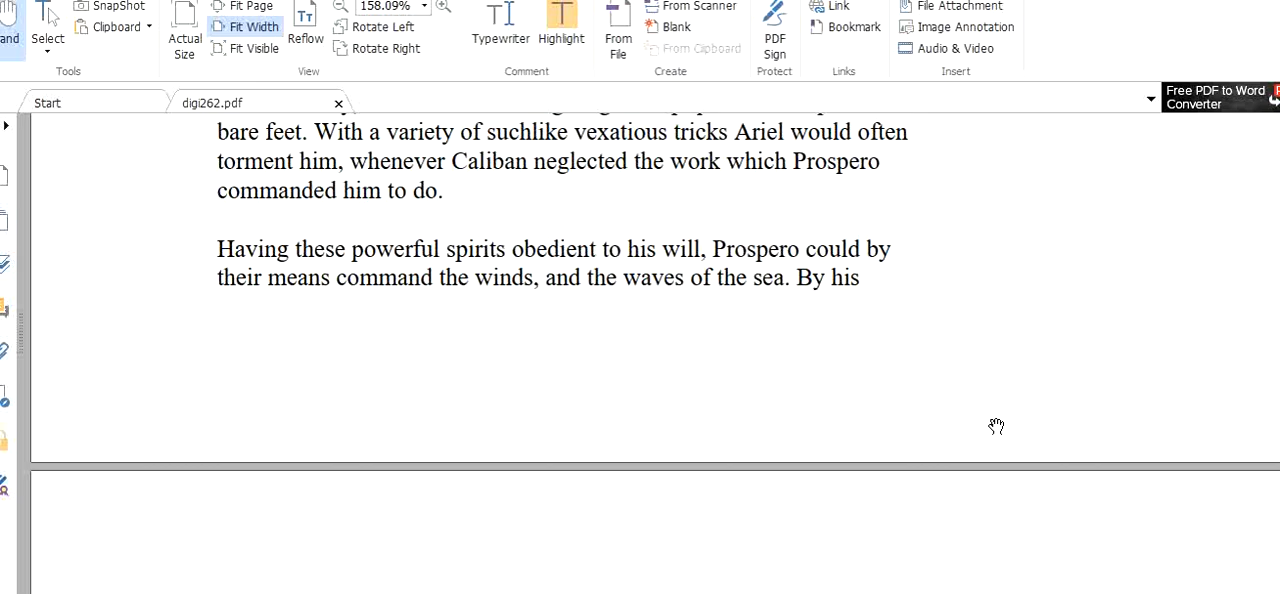 Fit Page
158.09%
From Scanner
Link
File Attachment
SnapShot
Clipboard
Fit Width
Rotate Left
Blank
Bookmark
Image Annotation
Select
Actual Size
Fit Visible
Reflow
Rotate Right
Typewriter
Highlight
From File
From Clipboard
PDF Sign
Audio & Video
Tools
View
Comment
Create
Protect
Links
Insert
Start
digi262.pdf
Free PDF to Word
Converter
bare feet. With a variety of suchlike vexatious tricks Ariel would often
torment him, whenever Caliban neglected the work which Prospero
commanded him to do.
Having these powerful spirits obedient to his will, Prospero could by
their means command the winds, and the waves of the sea. By his